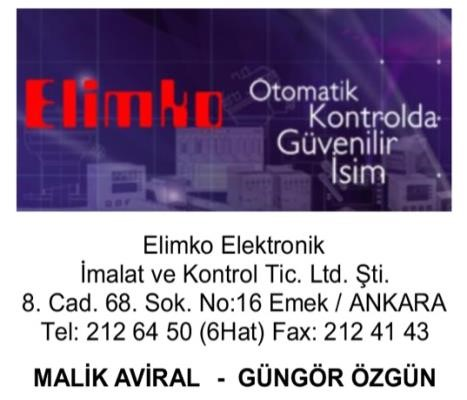 Elimko
Otomatik
Kontrolda
Güvenilir
İsim
Elimko Elektronik
İmalat ve Kontrol Tic. Ltd. Şti.
8. Cad. 68. Sok. No:16 Emek / ANKARA
Tel: 212 64 50 (6Hat) Fax: 212 41 43
MALİK AVİRAL - GÜNGÖR ÖZGÜN